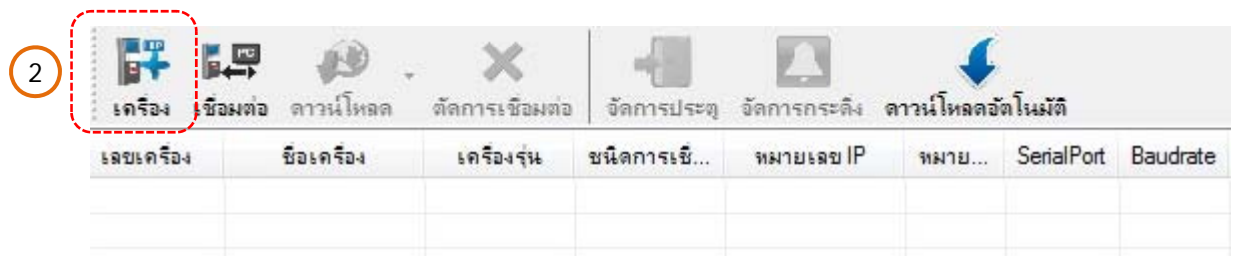 2
เครื่อง เชื่อมต่อ ดาวน์โหลด ตัดการเชื่อมต่อ จัดการประตู จัดการกระดิ่ง ดาวน์โหลดอัตโนมัติ
เลขเครื่อง ชื่อเครื่อง เครื่องรุ่น ชนิดการเชื่... หมายเลข IP หมาย... SerialPort Baudrate